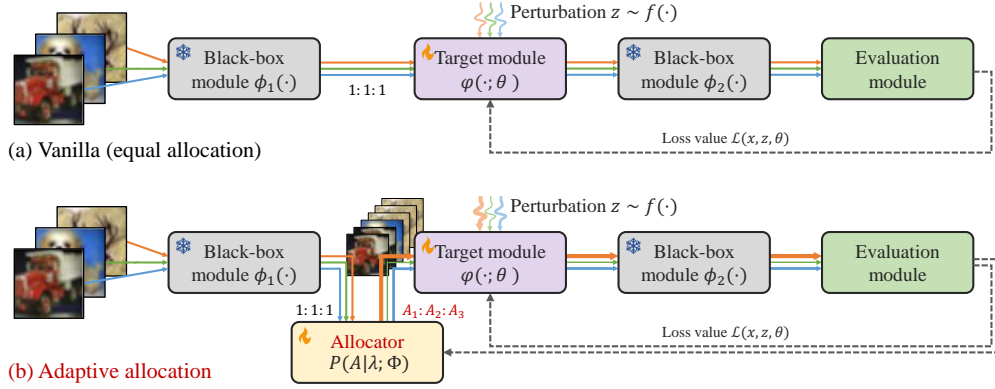 Perturbation z ~ f(·)
Black-box
module ϕ₁(·)
1: 1: 1
Target module
φ(·; θ )
Black-box
module ϕ₂(·)
Evaluation
module
Loss value ℒ(x, z, θ)
(a) Vanilla (equal allocation)
Perturbation z ~ f(·)
Black-box
module ϕ₁(·)
Target module
φ(·; θ )
Black-box
module ϕ₂(·)
Evaluation
module
1: 1: 1
A₁: A₂: A₃
Loss value ℒ(x, z, θ)
Allocator
P(A|λ; Φ)
(b) Adaptive allocation